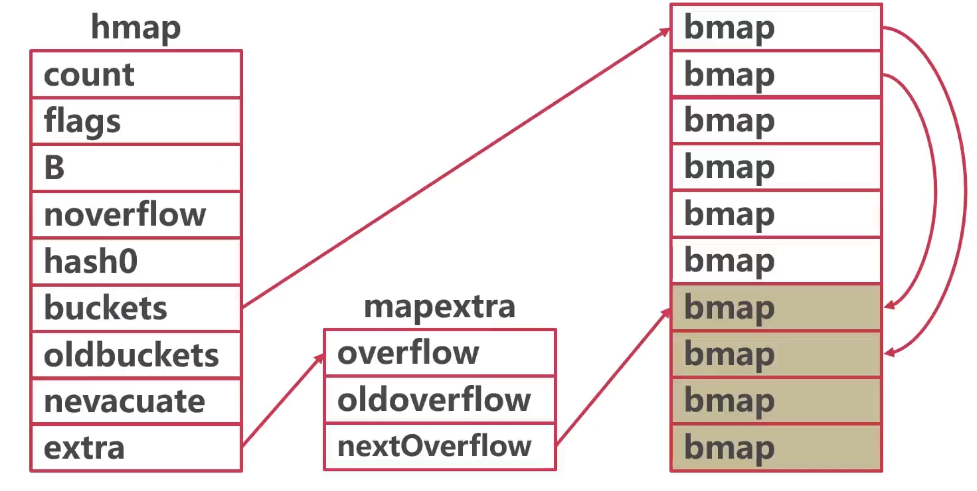 hmap
count
flags
B
noverflow
hash0
buckets
oldbuckets
nevacuate
extra
mapextra
overflow
oldoverflow
nextOverflow
bmap
bmap
bmap
bmap
bmap
bmap
bmap
bmap
bmap
bmap